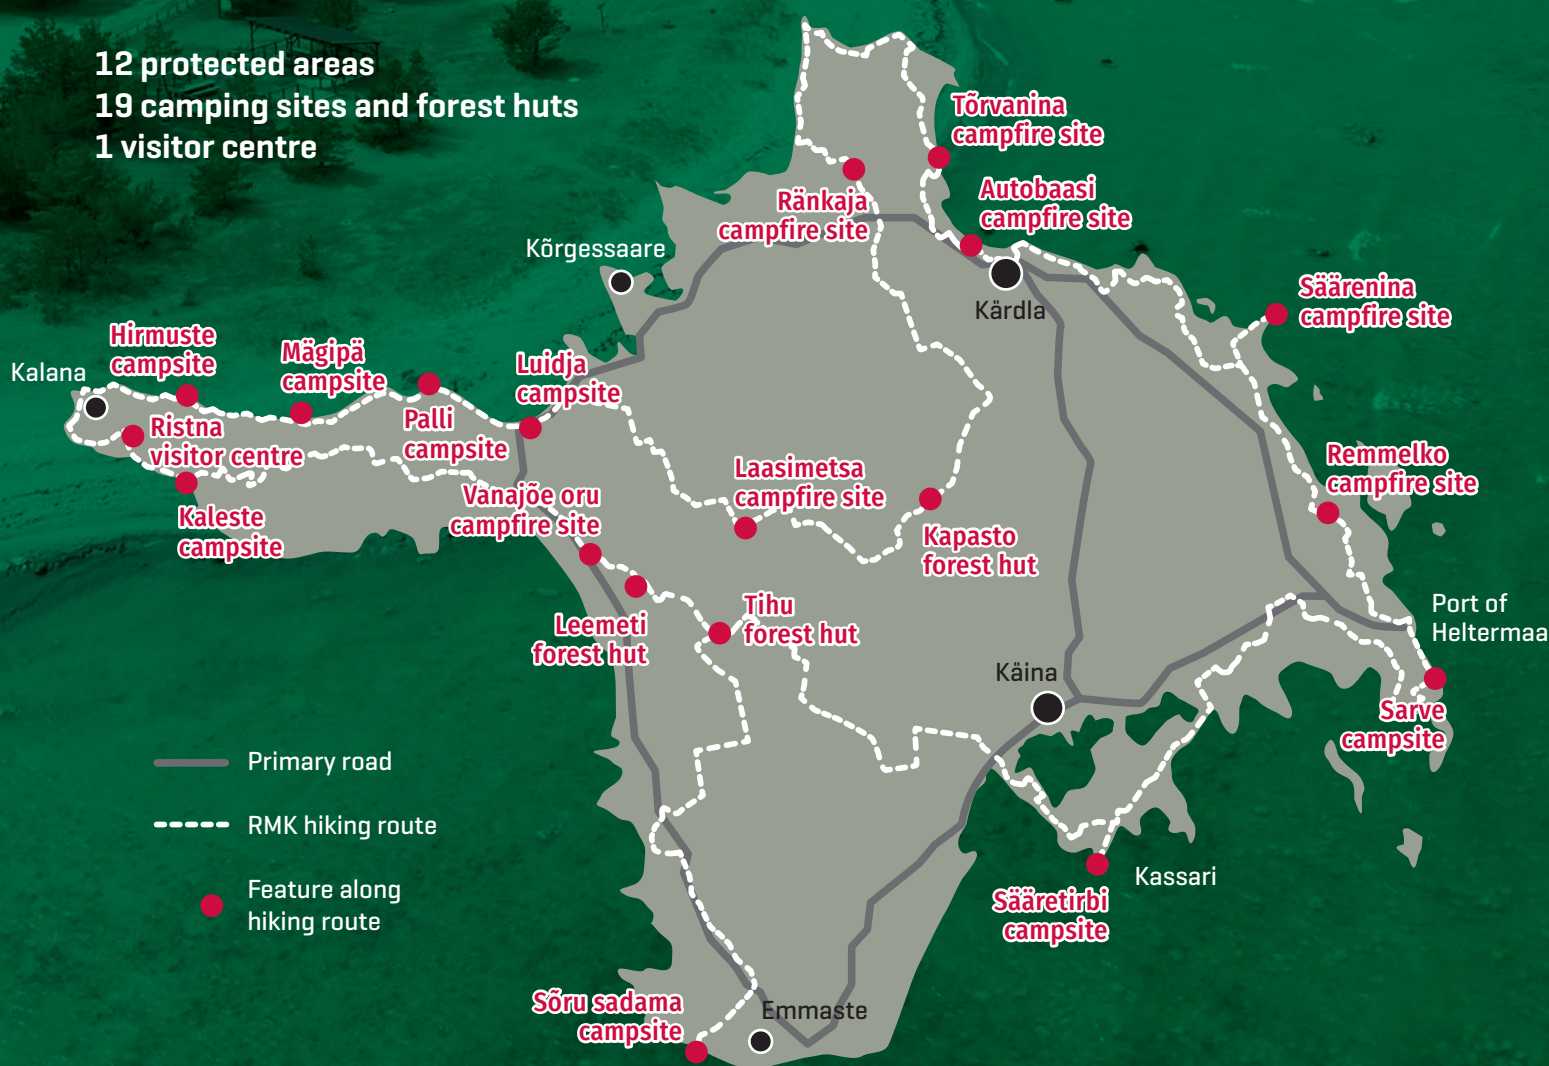 12 protected areas
19 camping sites and forest huts
1 visitor centre
Tõrvanina
campfire site
Ränkaja
campfire site
Autobaasi
campfire site
Kõrgessaare
Kärdla
Säärenina
campfire site
Hirmuste
campsite
Mägipä
campsite
Luidja
campsite
Kalana
Palli
campsite
Ristna
visitor centre
Kaleste
campsite
Vanajõe oru
campfire site
Laasimetsa
campfire site
Kapasto
forest hut
Remmelko
campfire site
Leemeti
forest hut
Tihu
forest hut
Port of
Heltermaa
Käina
Sarve
campsite
Primary road
RMK hiking route
Feature along
hiking route
Kassari
Sääretirbi
campsite
Sõru sadama
campsite
Emmaste